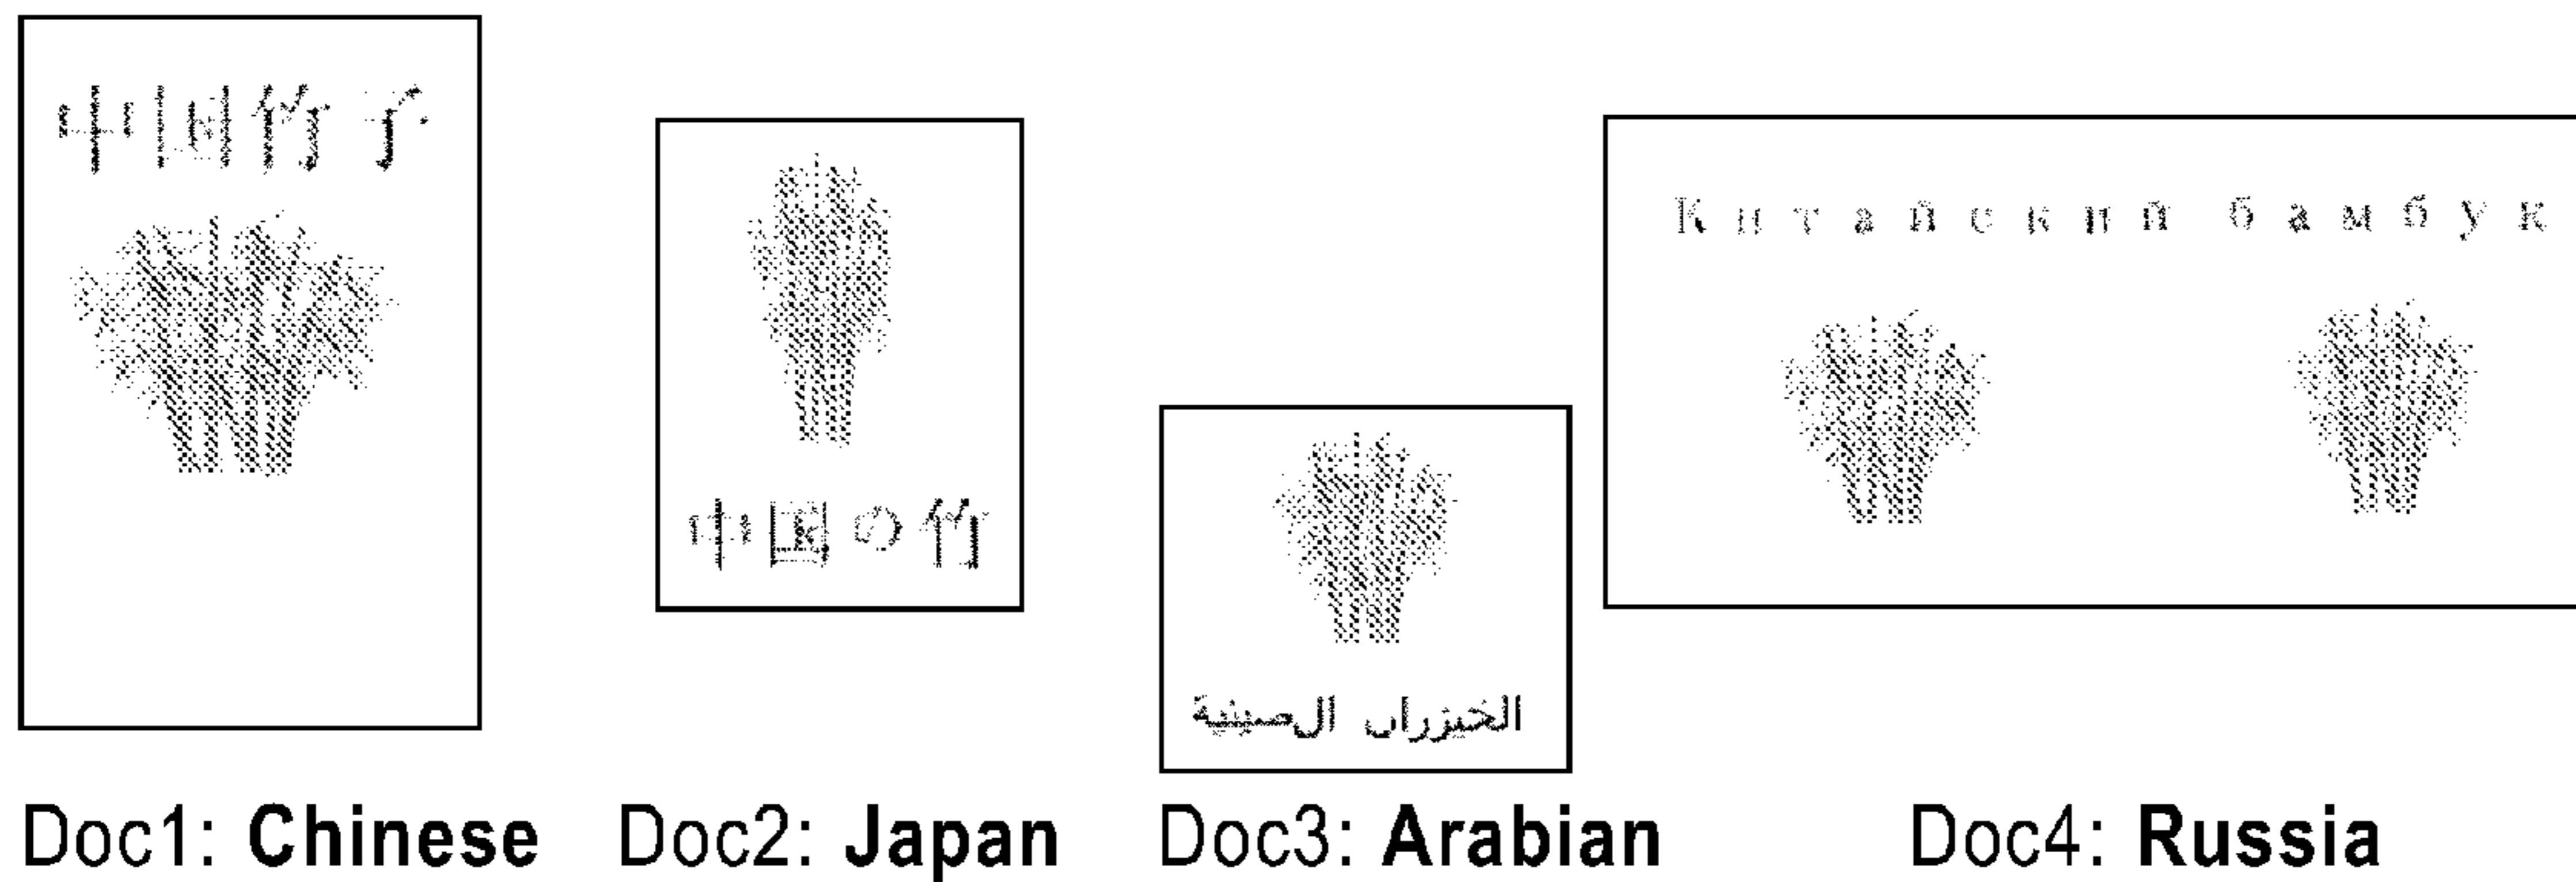 中国竹子
中国の竹
الخيزران الصينية
Китайский бамбук
Doc1: Chinese
Doc2: Japan
Doc3: Arabian
Doc4: Russia